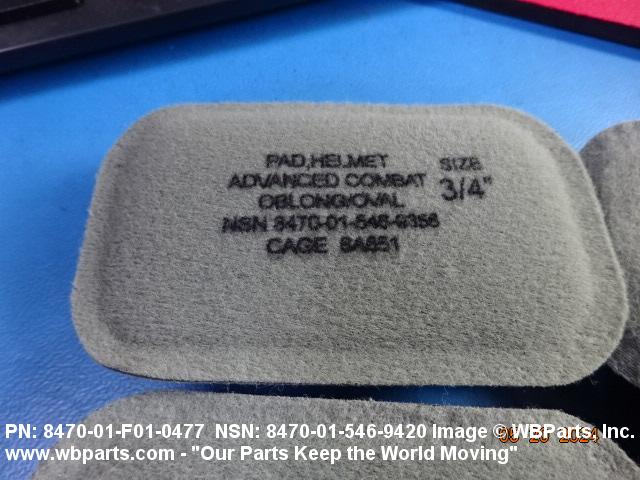 PAD,HELMET
SIZE
ADVANCED COMBAT
3/4"
OBLONG/OVAL
NSN 8470-01-546-9356
CAGE
PN: 8470-01-F01-0477 NSN: 8470-01-546-9420 Image © WBParts, Inc.
www.wbparts.com - "Our Parts Keep the World Moving"